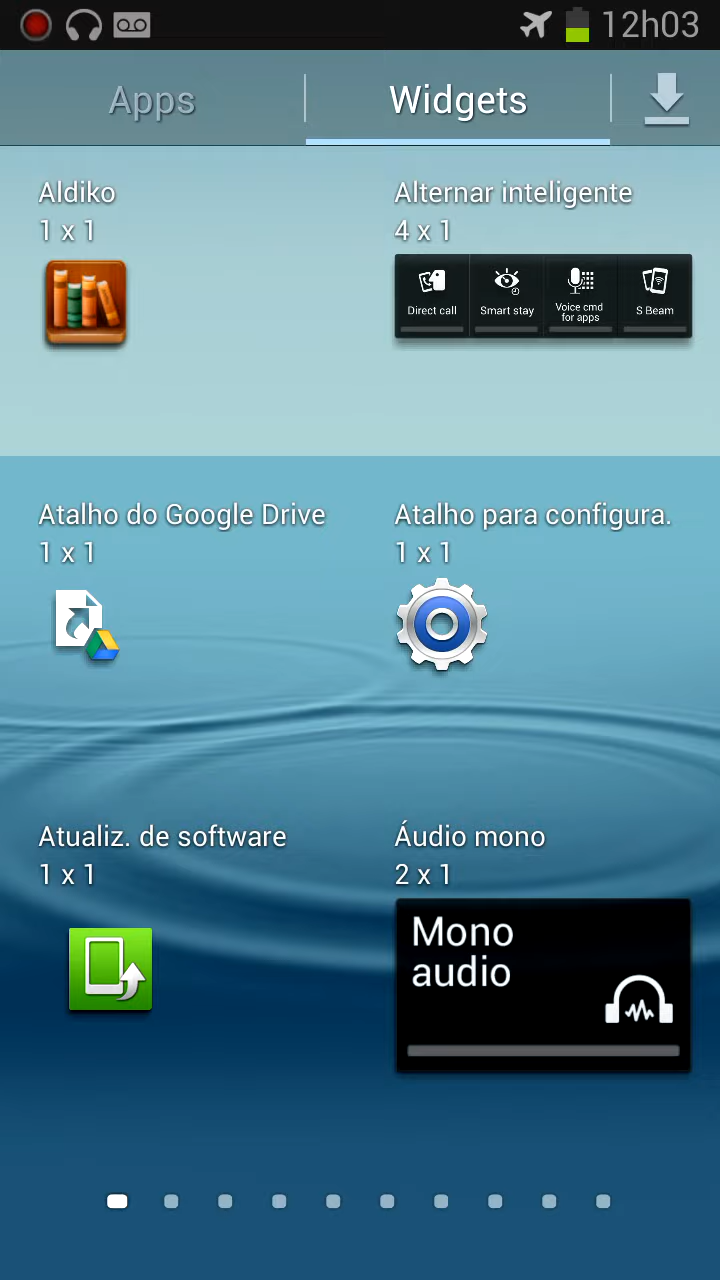 12h03
Apps
Widgets
Aldiko
1 x 1
Alternar inteligente
4 x 1
Direct call
Smart stay
Voice cmd
for apps
S Beam
Atalho do Google Drive
1 x 1
Atalho para configura.
1 x 1
Atualiz. de software
1 x 1
Áudio mono
2 x 1
Mono
audio